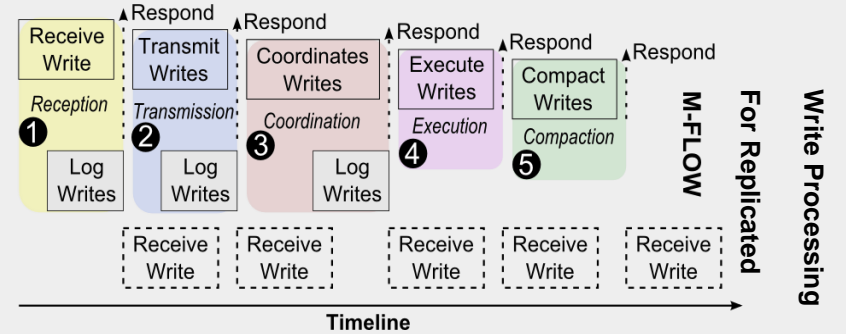 Receive
Write
Respond
Reception
1
Log
Writes
Transmit
Writes
Respond
Transmission
2
Log
Writes
Coordinates
Writes
Respond
Coordination
3
Log
Writes
Execute
Writes
Respond
Execution
4
Compact
Writes
Respond
Compaction
5
Receive
Write
Receive
Write
Receive
Write
Receive
Write
Receive
Write
Timeline
Write Processing
For Replicated
M-FLOW